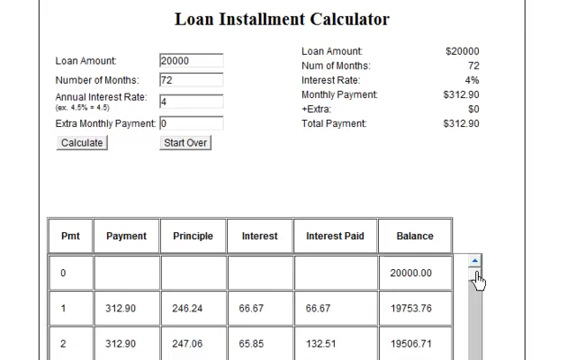 Loan Installment Calculator
Loan Amount: 20000
Number of Months: 72
Annual Interest Rate: 4
(ex. 4.5% = 4.5)
Extra Monthly Payment: 0
Calculate Start Over
Loan Amount: $20000
Num of Months: 72
Interest Rate: 4%
Monthly Payment: $312.90
+Extra: $0
Total Payment: $312.90
Pmt Payment Principle Interest Interest Paid Balance
0 20000.00
1 312.90 246.24 66.67 66.67 19753.76
2 312.90 247.06 65.85 132.51 19506.71